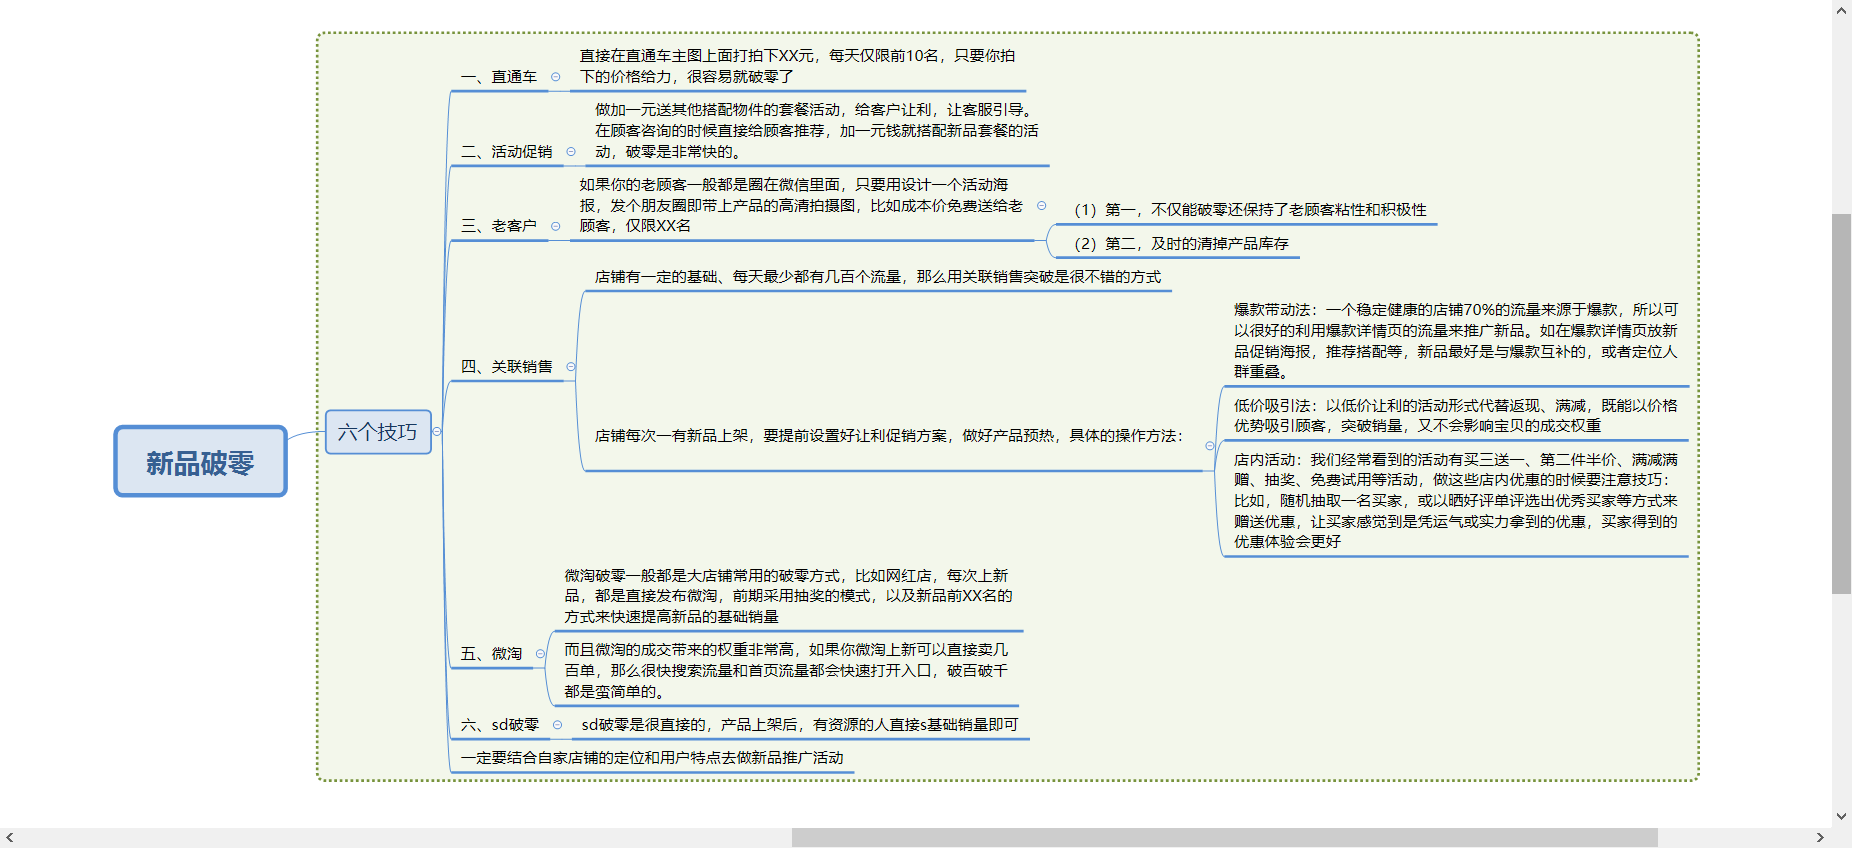 新品破零
六个技巧
一、直通车
直接在直通车主图上面打拍下XX元，每天仅限前10名，只要你拍
下的价格给力，很容易就破零了
二、活动促销
做加一元送其他搭配物件的套餐活动，给客户让利，让客服引导。
在顾客咨询的时候直接给顾客推荐，加一元钱就搭配新品套餐的活
动，破零是非常快的。
三、老客户
如果你的老顾客一般都是圈在微信里面，只要用设计一个活动海
报，发个朋友圈即带上产品的高清拍摄图，比如成本价免费送给老
顾客，仅限XX名
（1）第一，不仅能破零还保持了老顾客粘性和积极性
（2）第二，及时的清掉产品库存
四、关联销售
店铺有一定的基础、每天最少都有几百个流量，那么用关联销售突破是很不错的方式
店铺每次一有新品上架，要提前设置好让利促销方案，做好产品预热，具体的操作方法：
爆款带动法：一个稳定健康的店铺70%的流量来源于爆款，所以可
以很好的利用爆款详情页的流量来推广新品。如在爆款详情页放新
品促销海报，推荐搭配等，新品最好是与爆款互补的，或者定位人
群重叠。
低价吸引法：以低价让利的活动形式代替返现、满减，既能以价格
优势吸引顾客，突破销量，又不会影响宝贝的成交权重
店内活动：我们经常看到的活动有买三送一、第二件半价、满减满
赠、抽奖、免费试用等活动，做这些店内优惠的时候要注意技巧：
比如，随机抽取一名买家，或以晒好评单评选出优秀买家等方式来
赠送优惠，让买家感觉到是凭运气或实力拿到的优惠，买家得到的
优惠体验会更好
五、微淘
微淘破零一般都是大店铺常用的破零方式，比如网红店，每次上新
品，都是直接发布微淘，前期采用抽奖的模式，以及新品前XX名的
方式来快速提高新品的基础销量
而且微淘的成交带来的权重非常高，如果你微淘上新可以直接卖几
百单，那么很快搜索流量和首页流量都会快速打开入口，破百破千
都是蛮简单的。
六、sd破零
sd破零是很直接的，产品上架后，有资源的人直接s基础销量即可
一定要结合自家店铺的定位和用户特点去做新品推广活动